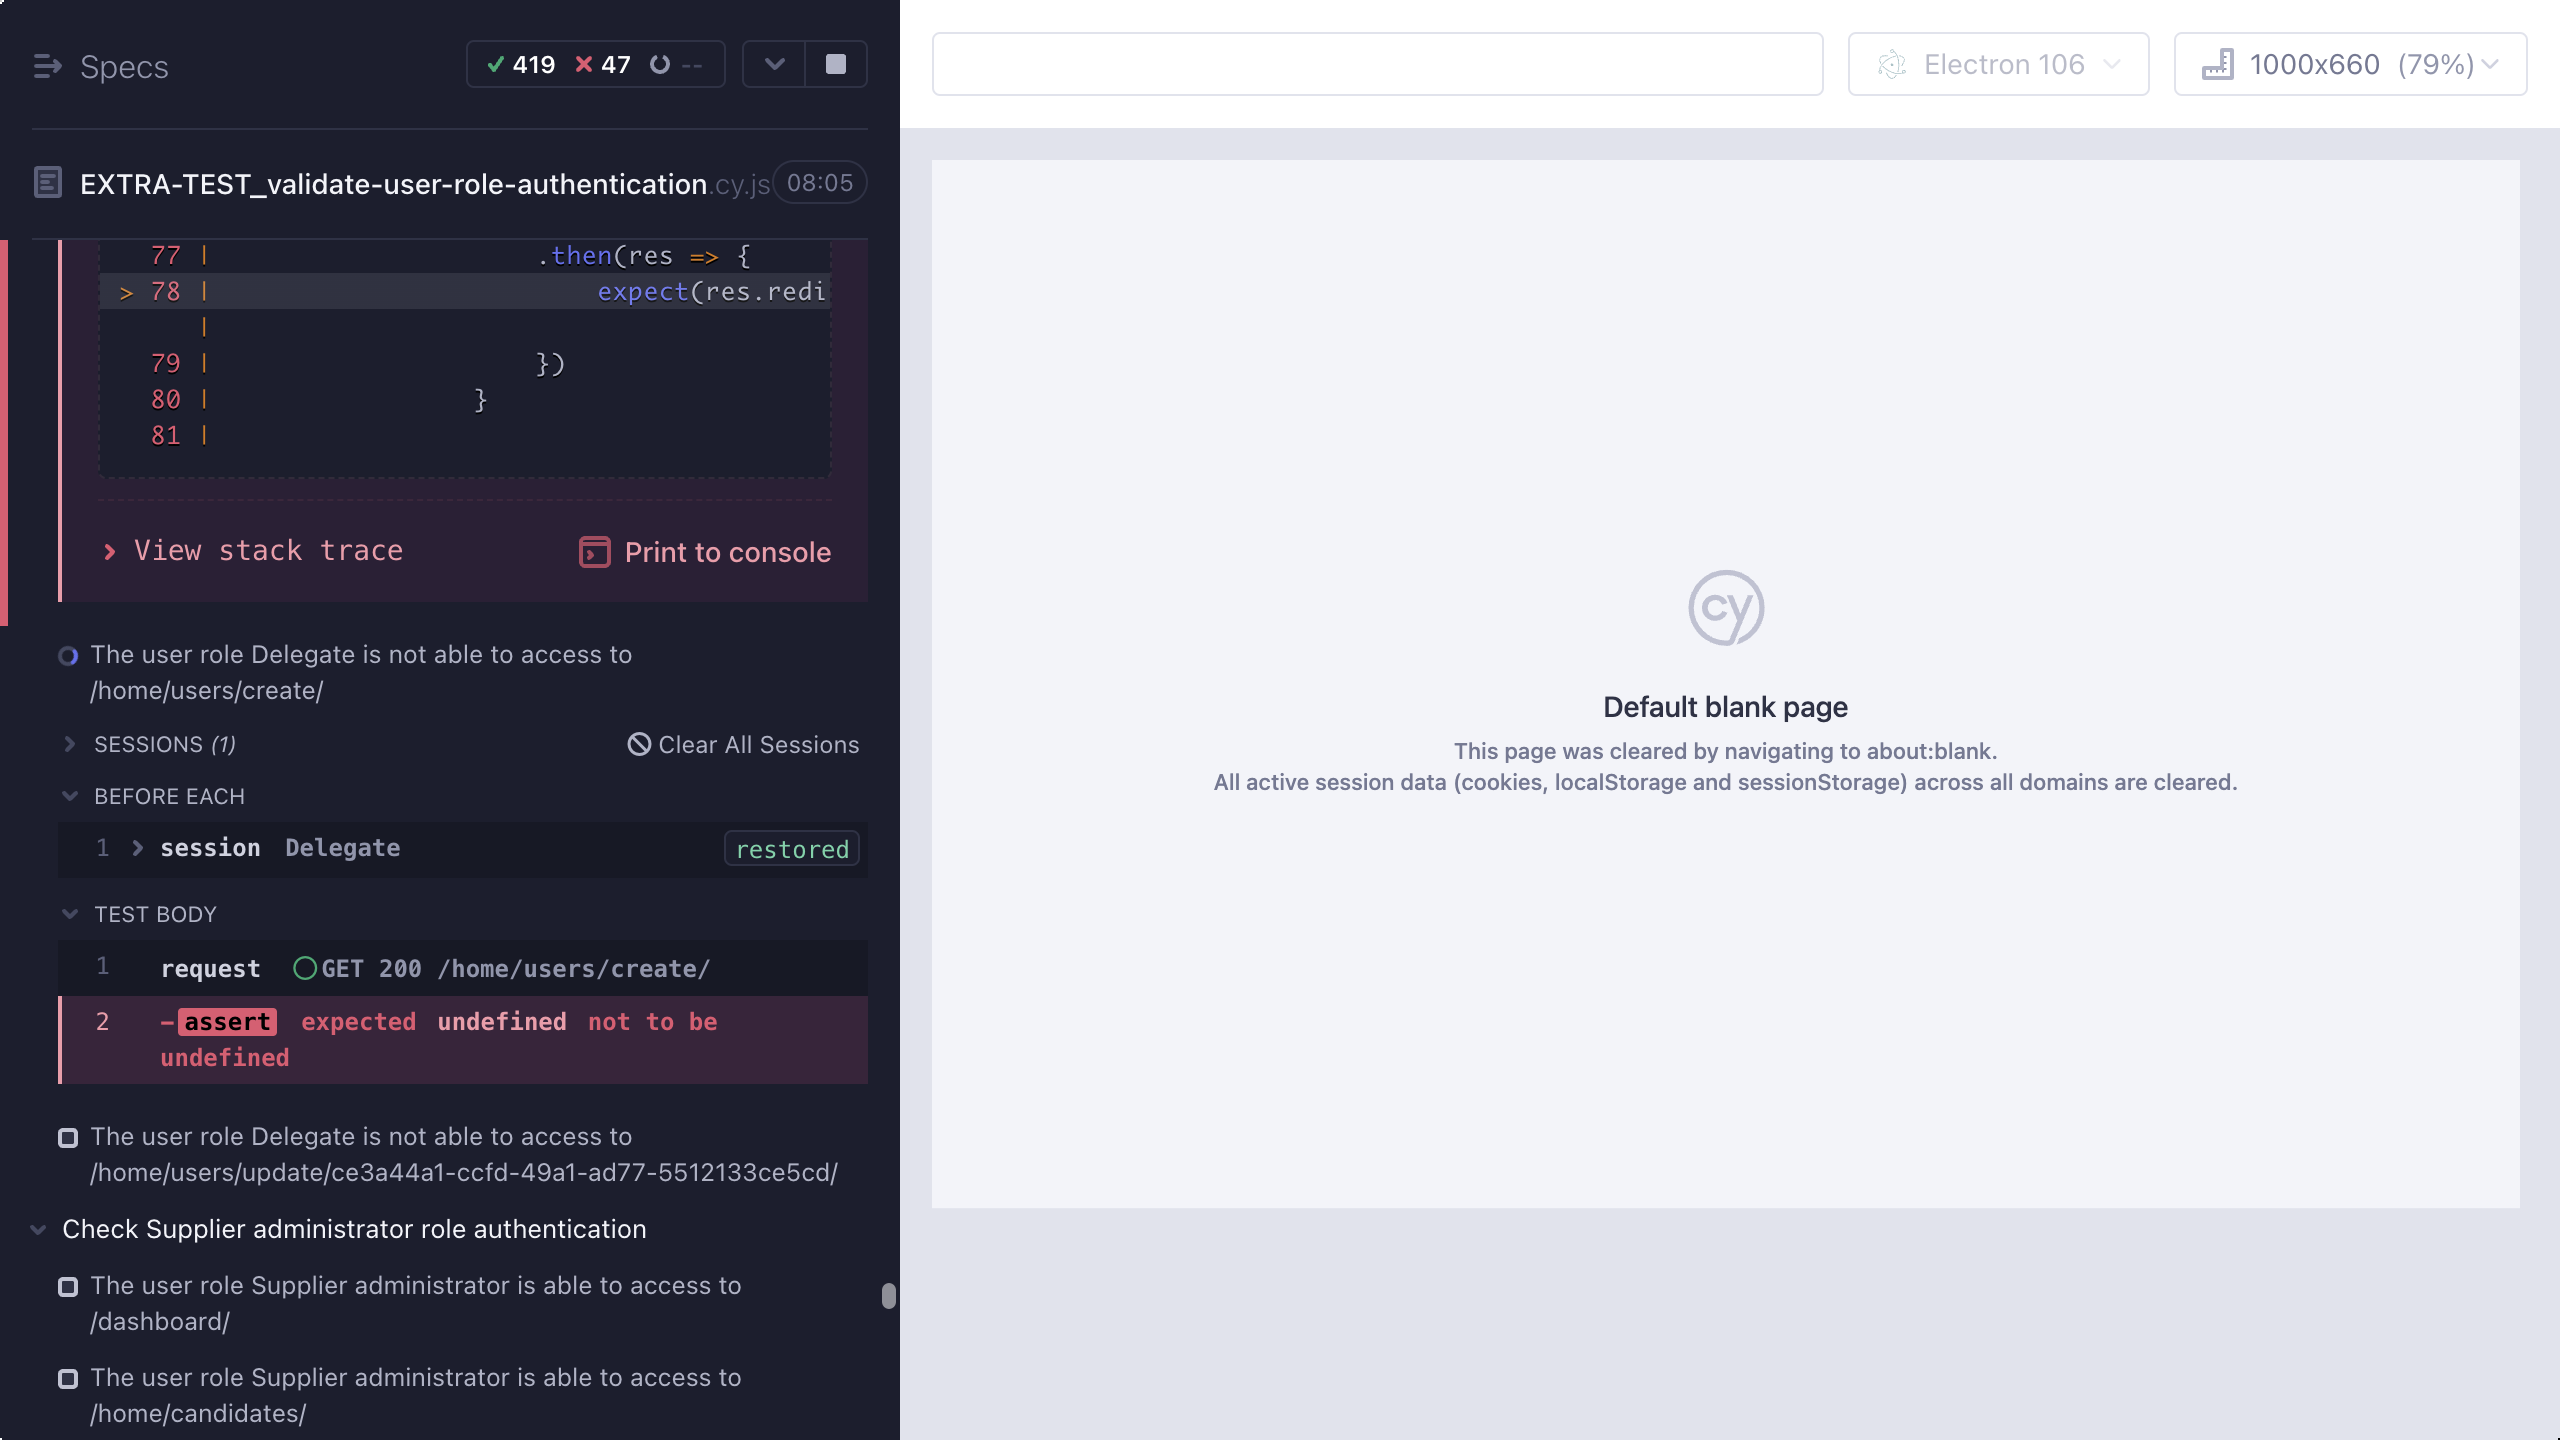 Specs
419 47 --
EXTRA-TEST_validate-user-role-authentication.cy.js 08:05
77 | .then(res => {
> 78 | expect(res.redi
|
79 | })
80 | }
81 |
View stack trace
Print to console
The user role Delegate is not able to access to
/home/users/create/
SESSIONS (1)
Clear All Sessions
BEFORE EACH
1 session Delegate restored
TEST BODY
1 request GET 200 /home/users/create/
2 -assert expected undefined not to be
undefined
The user role Delegate is not able to access to
/home/users/update/ce3a44a1-ccfd-49a1-ad77-5512133ce5cd/
Check Supplier administrator role authentication
The user role Supplier administrator is able to access to
/dashboard/
The user role Supplier administrator is able to access to
/home/candidates/
Electron 106
1000x660 (79%)
cy
Default blank page
This page was cleared by navigating to about:blank.
All active session data (cookies, localStorage and sessionStorage) across all domains are cleared.